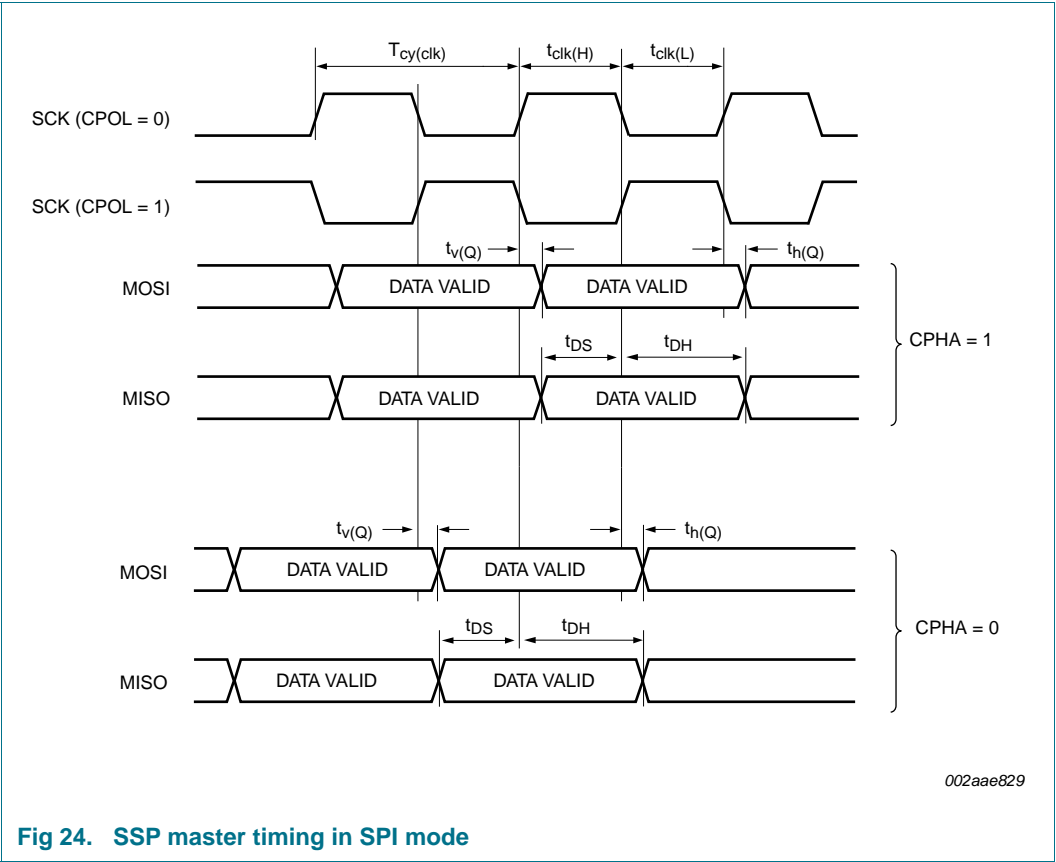 Tcy(clk) tclk(H) tclk(L)
SCK (CPOL = 0)
SCK (CPOL = 1)
tv(Q) th(Q)
MOSI DATA VALID DATA VALID
CPHA = 1
tDS tDH
MISO DATA VALID DATA VALID
tv(Q) th(Q)
MOSI DATA VALID DATA VALID
CPHA = 0
tDS tDH
MISO DATA VALID DATA VALID
002aae829
Fig 24. SSP master timing in SPI mode